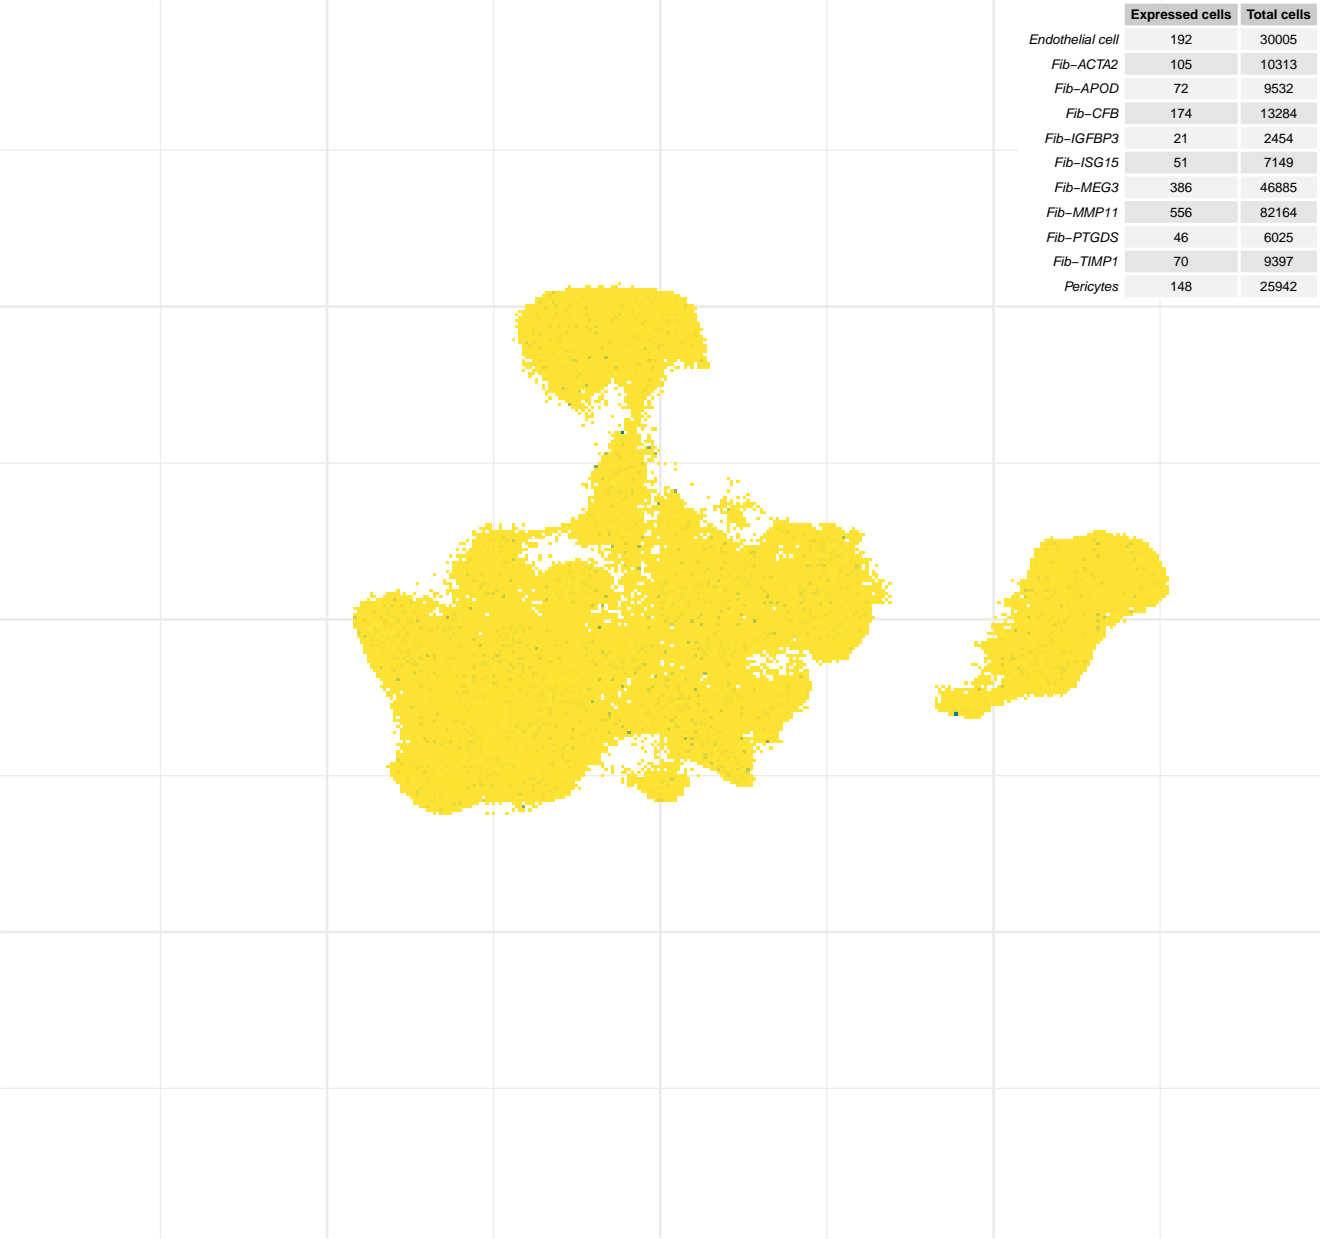 Expressed cells Total cells
Endothelial cell 192 30005
Fib−ACTA2 105 10313
Fib−APOD 72 9532
Fib−CFB 174 13284
Fib−IGFBP3 21 2454
Fib−ISG15 51 7149
Fib−MEG3 386 46885
Fib−MMP11 556 82164
Fib−PTGDS 46 6025
Fib−TIMP1 70 9397
Pericytes 148 25942